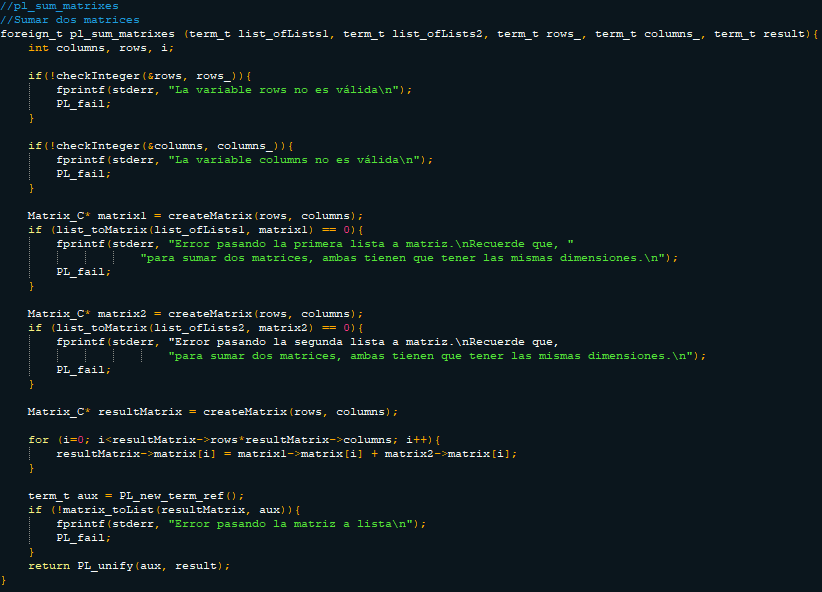 //pl_sum_matrixes
//Sumar dos matrices
foreign_t pl_sum_matrixes (term_t list_ofLists1, term_t list_ofLists2, term_t rows_, term_t columns_, term_t result){
    int columns, rows, i;

    if(!checkInteger(&rows, rows_)){
        fprintf(stderr, "La variable rows no es válida\n");
        PL_fail;
    }

    if(!checkInteger(&columns, columns_)){
        fprintf(stderr, "La variable columns no es válida\n");
        PL_fail;
    }

    Matrix_C* matrix1 = createMatrix(rows, columns);
    if (list_toMatrix(list_ofLists1, matrix1) == 0){
        fprintf(stderr, "Error pasando la primera lista a matriz.\nRecuerde que, "
                    "para sumar dos matrices, ambas tienen que tener las mismas dimensiones.\n");
        PL_fail;
    }

    Matrix_C* matrix2 = createMatrix(rows, columns);
    if (list_toMatrix(list_ofLists2, matrix2) == 0){
        fprintf(stderr, "Error pasando la segunda lista a matriz.\nRecuerde que,
                        "para sumar dos matrices, ambas tienen que tener las mismas dimensiones.\n");
        PL_fail;
    }

    Matrix_C* resultMatrix = createMatrix(rows, columns);

    for (i=0; i<resultMatrix->rows*resultMatrix->columns; i++){
        resultMatrix->matrix[i] = matrix1->matrix[i] + matrix2->matrix[i];
    }

    term_t aux = PL_new_term_ref();
    if (!matrix_toList(resultMatrix, aux)){
        fprintf(stderr, "Error pasando la matriz a lista\n");
        PL_fail;
    }
    return PL_unify(aux, result);
}